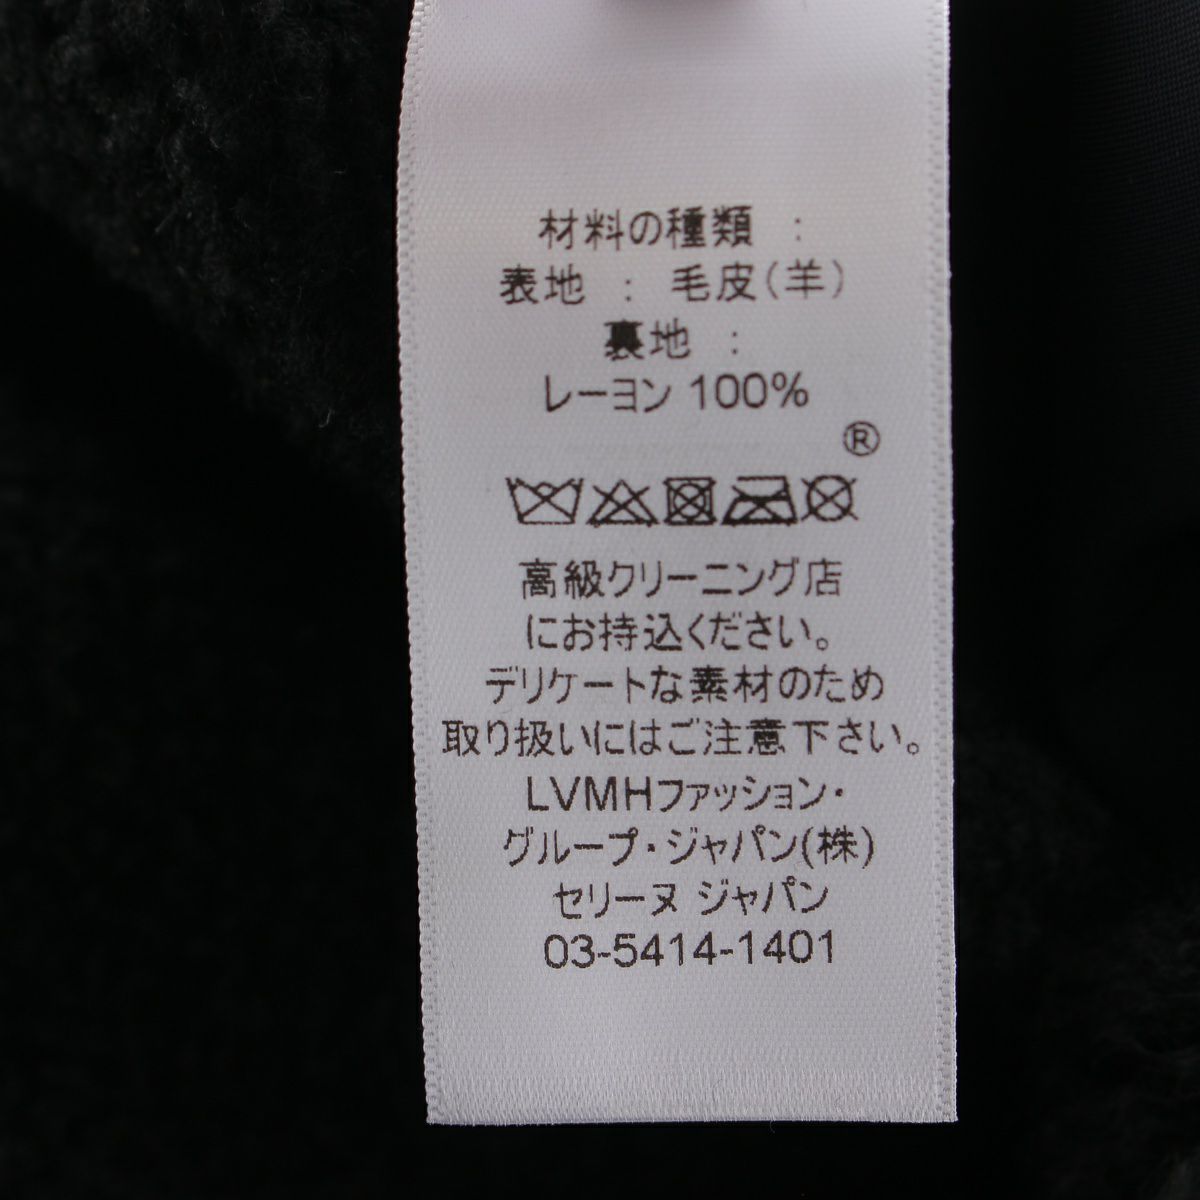 材料の種類 :
表地 : 毛皮(羊)
裏地 :
レーヨン 100%
®
高級クリーニング店
にお持込ください。
デリケートな素材のため
取り扱いにはご注意下さい。
LVMHファッション・
グループ・ジャパン(株)
セリーヌ ジャパン
03-5414-1401